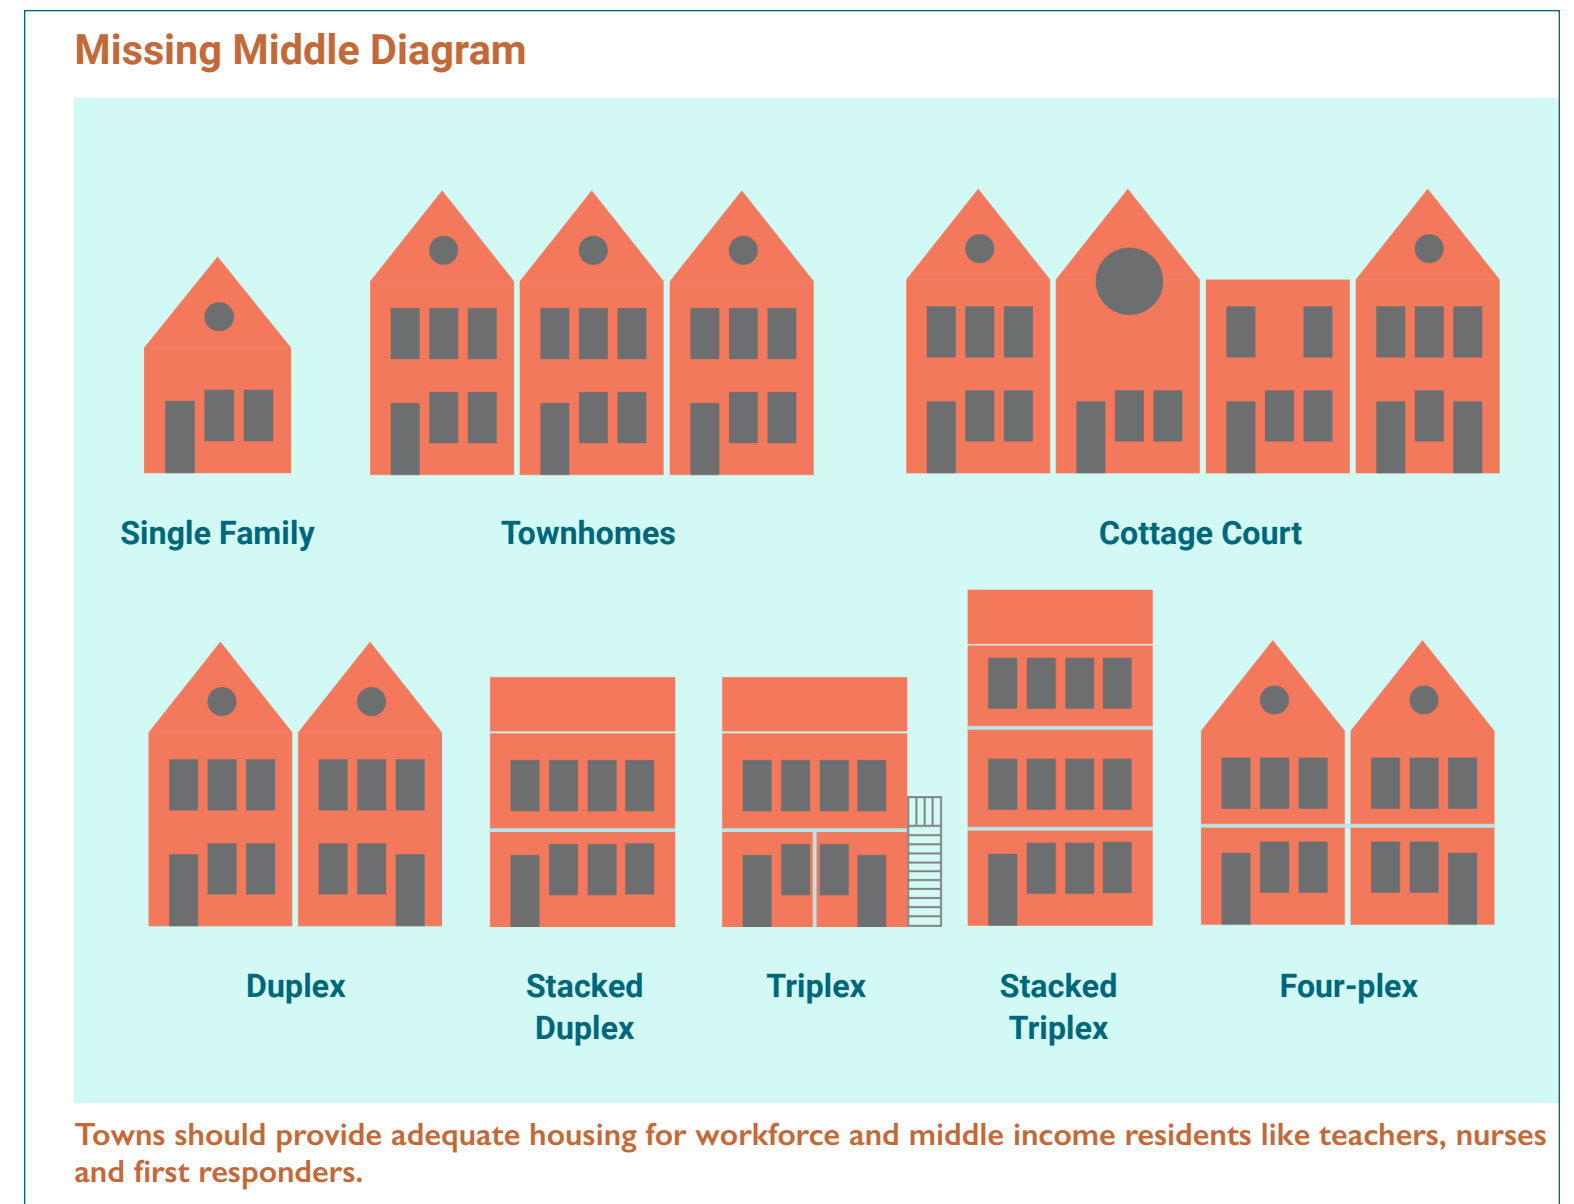 Missing Middle Diagram
Single Family
Townhomes
Cottage Court
Duplex
Stacked
Duplex
Triplex
Stacked
Triplex
Four-plex
Towns should provide adequate housing for workforce and middle income residents like teachers, nurses
and first responders.